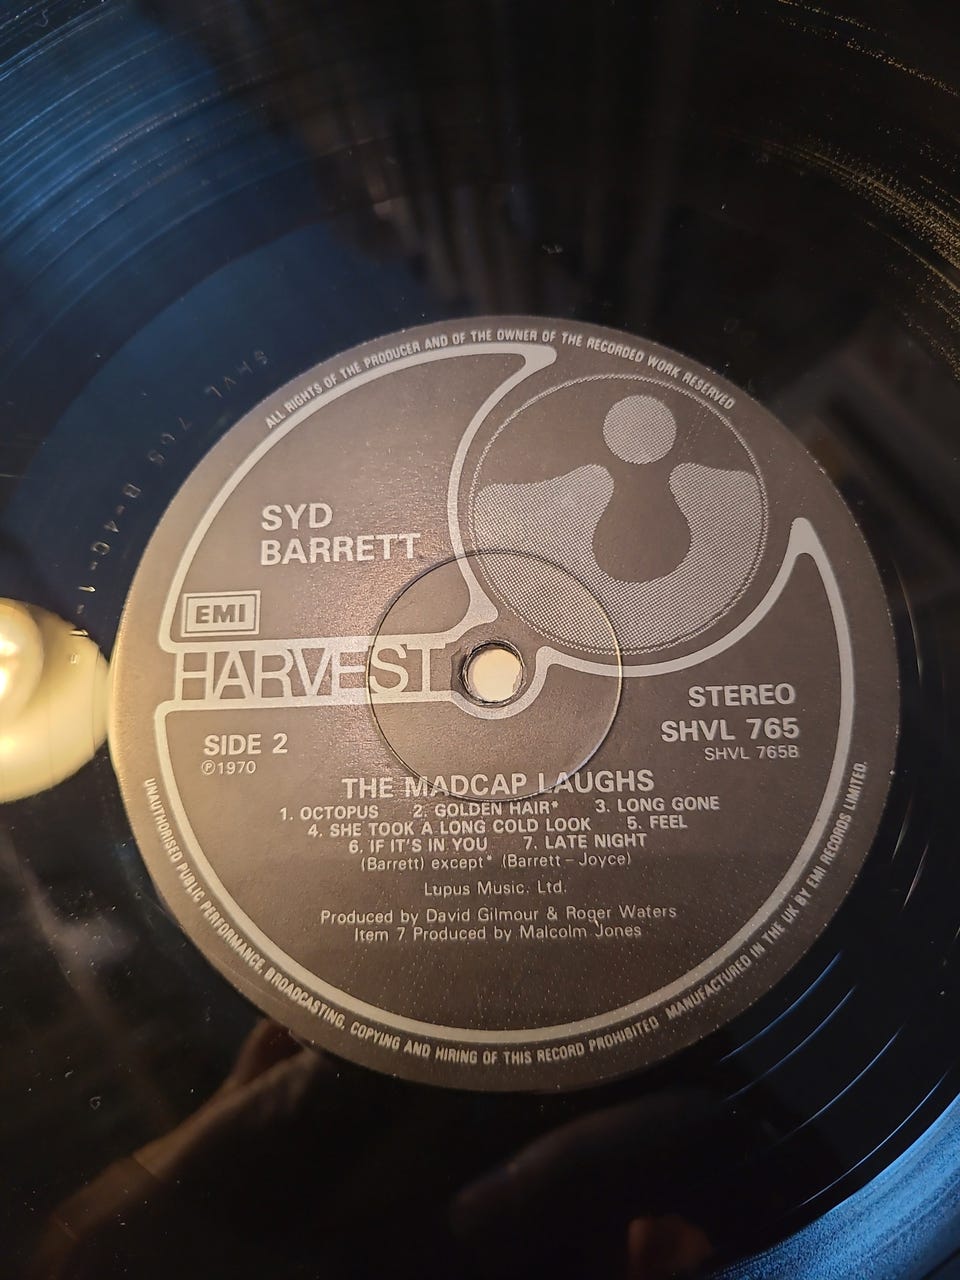 ALL RIGHTS OF THE PRODUCER AND OF THE OWNER OF THE RECORDED WORK RESERVED
SYD
BARRETT
EMI
HARVEST
STEREO
SHVL 765
SHVL 765B
SIDE 2
℗1970
THE MADCAP LAUGHS
1. OCTOPUS 2. GOLDEN HAIR* 3. LONG GONE
4. SHE TOOK A LONG COLD LOOK 5. FEEL
6. IF IT'S IN YOU 7. LATE NIGHT
(Barrett) except* (Barrett-Joyce)
Lupus Music. Ltd.
Produced by David Gilmour & Roger Waters
Item 7 Produced by Malcolm Jones
UNAUTHORISED PUBLIC PERFORMANCE, BROADCASTING, COPYING AND HIRING OF THIS RECORD PROHIBITED MANUFACTURED IN THE UK BY EMI RECORDS LIMITED.
SHVL 765 B-4G-1-